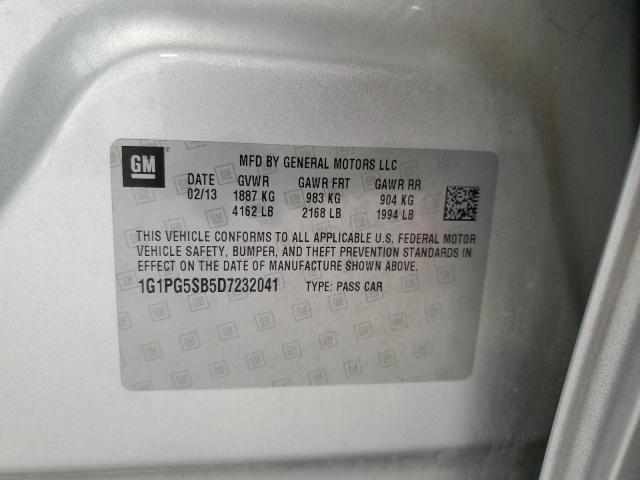 GM
MFD BY GENERAL MOTORS LLC
DATE GVWR GAWR FRT GAWR RR
02/13 1887 KG 983 KG 904 KG
4162 LB 2168 LB 1994 LB
THIS VEHICLE CONFORMS TO ALL APPLICABLE U.S. FEDERAL MOTOR
VEHICLE SAFETY, BUMPER, AND THEFT PREVENTION STANDARDS IN
EFFECT ON THE DATE OF MANUFACTURE SHOWN ABOVE.
1G1PG5SB5D7232041 TYPE: PASS CAR